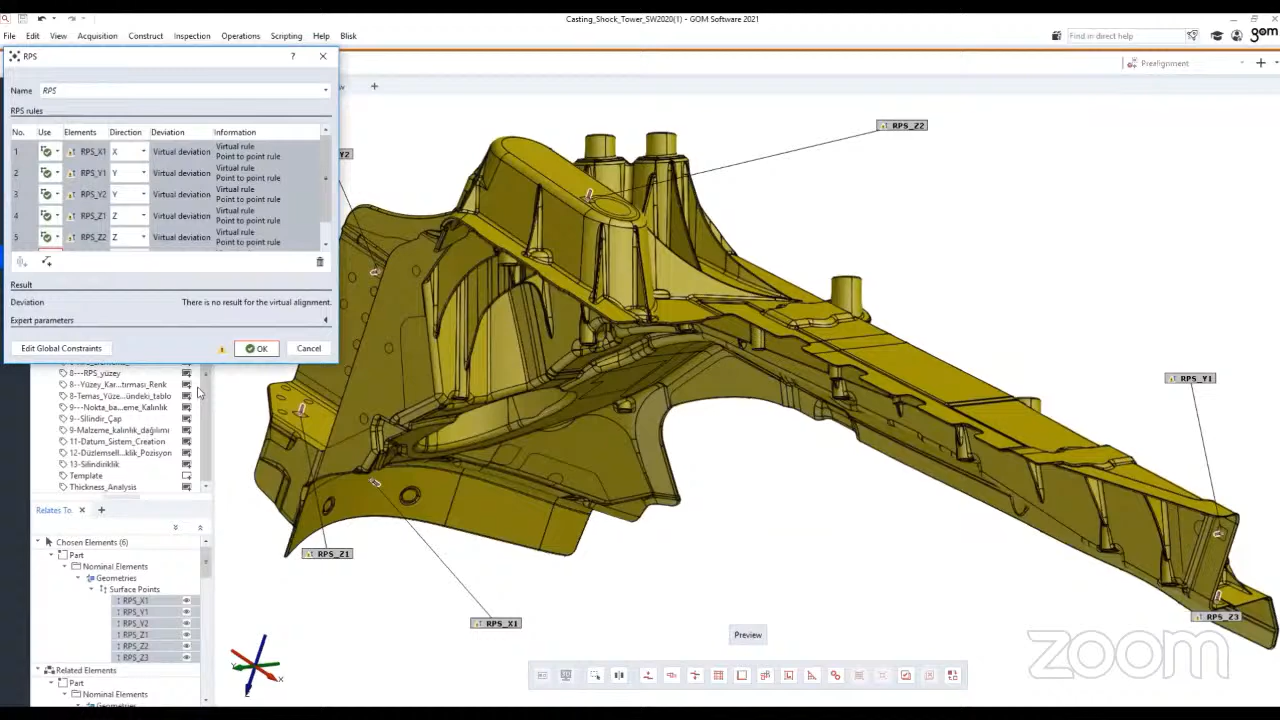 Casting_Shock_Tower_SW2020(1) - GOM Software 2021
File Edit View Acquisition Construct Inspection Operations Scripting Help Blisk
Find in direct help
gom
RPS
?
Prealignment
Name RPS
RPS rules
No. Use Elements Direction Deviation Information
1 RPS_X1 X Virtual deviation Virtual rule
Point to point rule
2 RPS_Y1 Y Virtual deviation Virtual rule
Point to point rule
3 RPS_Y2 Y Virtual deviation Virtual rule
Point to point rule
4 RPS_Z1 Z Virtual deviation Virtual rule
Point to point rule
5 RPS_Z2 Z Virtual deviation Virtual rule
Point to point rule
Result
Deviation There is no result for the virtual alignment.
Expert parameters
Edit Global Constraints
OK
Cancel
Y2
RPS_Z2
RPS_Y1
RPS_Z1
RPS_X1
RPS_Z3
8---RPS_yüzey
8--Yüzey_Kar...tırması_Renk
8-Temas_Yüze...ündeki_tablo
9--Nokta_ba...eme_Kalınlık
9--Silindir_Çap
9-Malzeme_kalınlık_dağılımı
11-Datum_Sistem_Creation
12-Düzlemsell...klik_Pozisyon
13-Silindiriklik
Template
Thickness_Analysis
Relates To.
Chosen Elements (6)
Part
Nominal Elements
Geometries
Surface Points
RPS_X1
RPS_Y1
RPS_Y2
RPS_Z1
RPS_Z2
RPS_Z3
Related Elements
Part
Nominal Elements
Y
X
Z
Preview
zoom